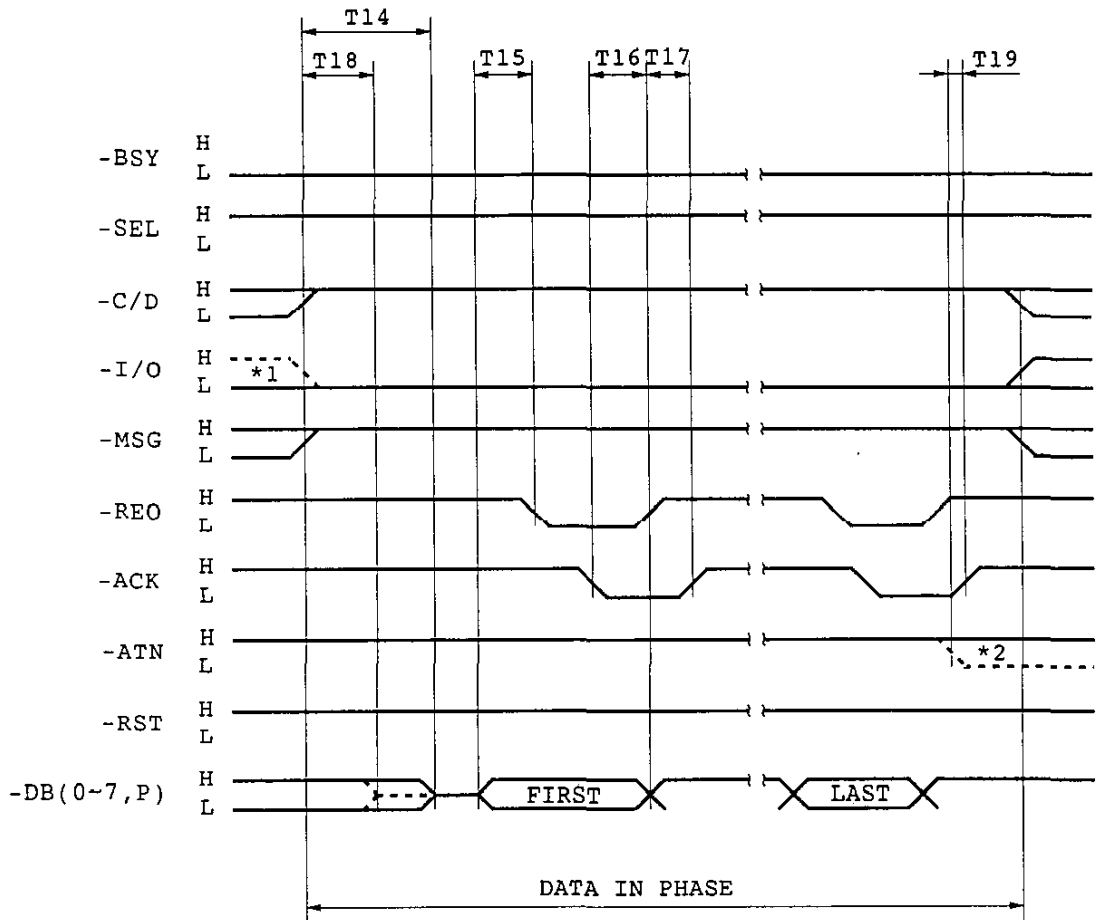 T14
T18 T15 T16 T17 T19
-BSY H L
-SEL H L
-C/D H L
-I/O H L *1
-MSG H L
-REO H L
-ACK H L
-ATN H L *2
-RST H L
-DB(0~7,P) H L FIRST LAST
DATA IN PHASE